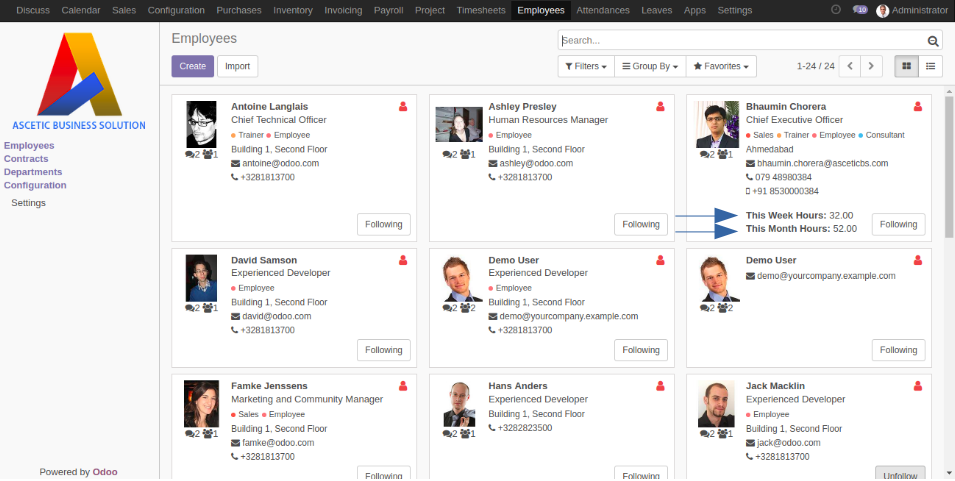 Discuss Calendar Sales Configuration Purchases Inventory Invoicing Payroll Project Timesheets Employees Attendances Leaves Apps Settings 10 Administrator
ASCETIC BUSINESS SOLUTION
Employees
Contracts
Departments
Configuration
Settings
Powered by Odoo
Employees
Search...
Create Import
Filters Group By Favorites 1-24 / 24
Antoine Langlais
Chief Technical Officer
Trainer Employee
Building 1, Second Floor
antoine@odoo.com
+3281813700
2 1
Following
Ashley Presley
Human Resources Manager
Employee
Building 1, Second Floor
ashley@odoo.com
+3281813700
2 1
Following
Bhaumin Chorera
Chief Executive Officer
Sales Trainer Employee Consultant
Ahmedabad
bhaumin.chorera@asceticbs.com
079 48980384
+91 8530000384
2 1
This Week Hours: 32.00
This Month Hours: 52.00
Following
David Samson
Experienced Developer
Employee
Building 1, Second Floor
david@odoo.com
+3281813700
2 1
Following
Demo User
Experienced Developer
Employee
Building 1, Second Floor
demo@yourcompany.example.com
+3281813700
2 2
Following
Demo User
demo@yourcompany.example.com
2 2
Following
Famke Jenssens
Marketing and Community Manager
Sales Employee
Building 1, Second Floor
famke@odoo.com
+3281813700
2 1
Following
Hans Anders
Experienced Developer
Building 1, Second Floor
+3282823500
2 1
Following
Jack Macklin
Experienced Developer
Employee
Building 1, Second Floor
jack@odoo.com
+3281813700
2 1
Unfollow